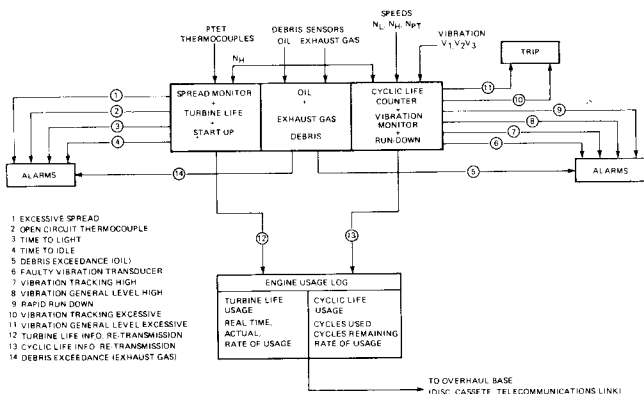 SPEEDS
NL, NH, NPT
PTET
THERMOCOUPLES
DEBRIS SENSORS
OIL EXHAUST GAS
VIBRATION
V1,V2V3
TRIP
NH
SPREAD MONITOR
+
TURBINE LIFE
+
START UP
OIL
+
EXHAUST GAS
DEBRIS
CYCLIC LIFE
COUNTER
+
VIBRATION
MONITOR
+
RUN-DOWN
1
2
3
4
11
10
9
8
7
6
ALARMS
14
5
ALARMS
12
13
1 EXCESSIVE SPREAD
2 OPEN CIRCUIT THERMOCOUPLE
3 TIME TO LIGHT
4 TIME TO IDLE
5 DEBRIS EXCEEDANCE (OIL)
6 FAULTY VIBRATION TRANSDUCER
7 VIBRATION TRACKING HIGH
8 VIBRATION GENERAL LEVEL HIGH
9 RAPID RUN DOWN
10 VIBRATION TRACKING EXCESSIVE
11 VIBRATION GENERAL LEVEL EXCESSIVE
12 TURBINE LIFE INFO. RE-TRANSMISSION
13 CYCLIC LIFE INFO. RE-TRANSMISSION
14 DEBRIS EXCEEDANCE (EXHAUST GAS)
ENGINE USAGE LOG
TURBINE LIFE
USAGE
REAL TIME,
ACTUAL,
RATE OF USAGE
CYCLIC LIFE
USAGE
CYCLES USED
CYCLES REMAINING
RATE OF USAGE
TO OVERHAUL BASE
(DISC, CASSETE, TELECOMMUNICATIONS LINK)